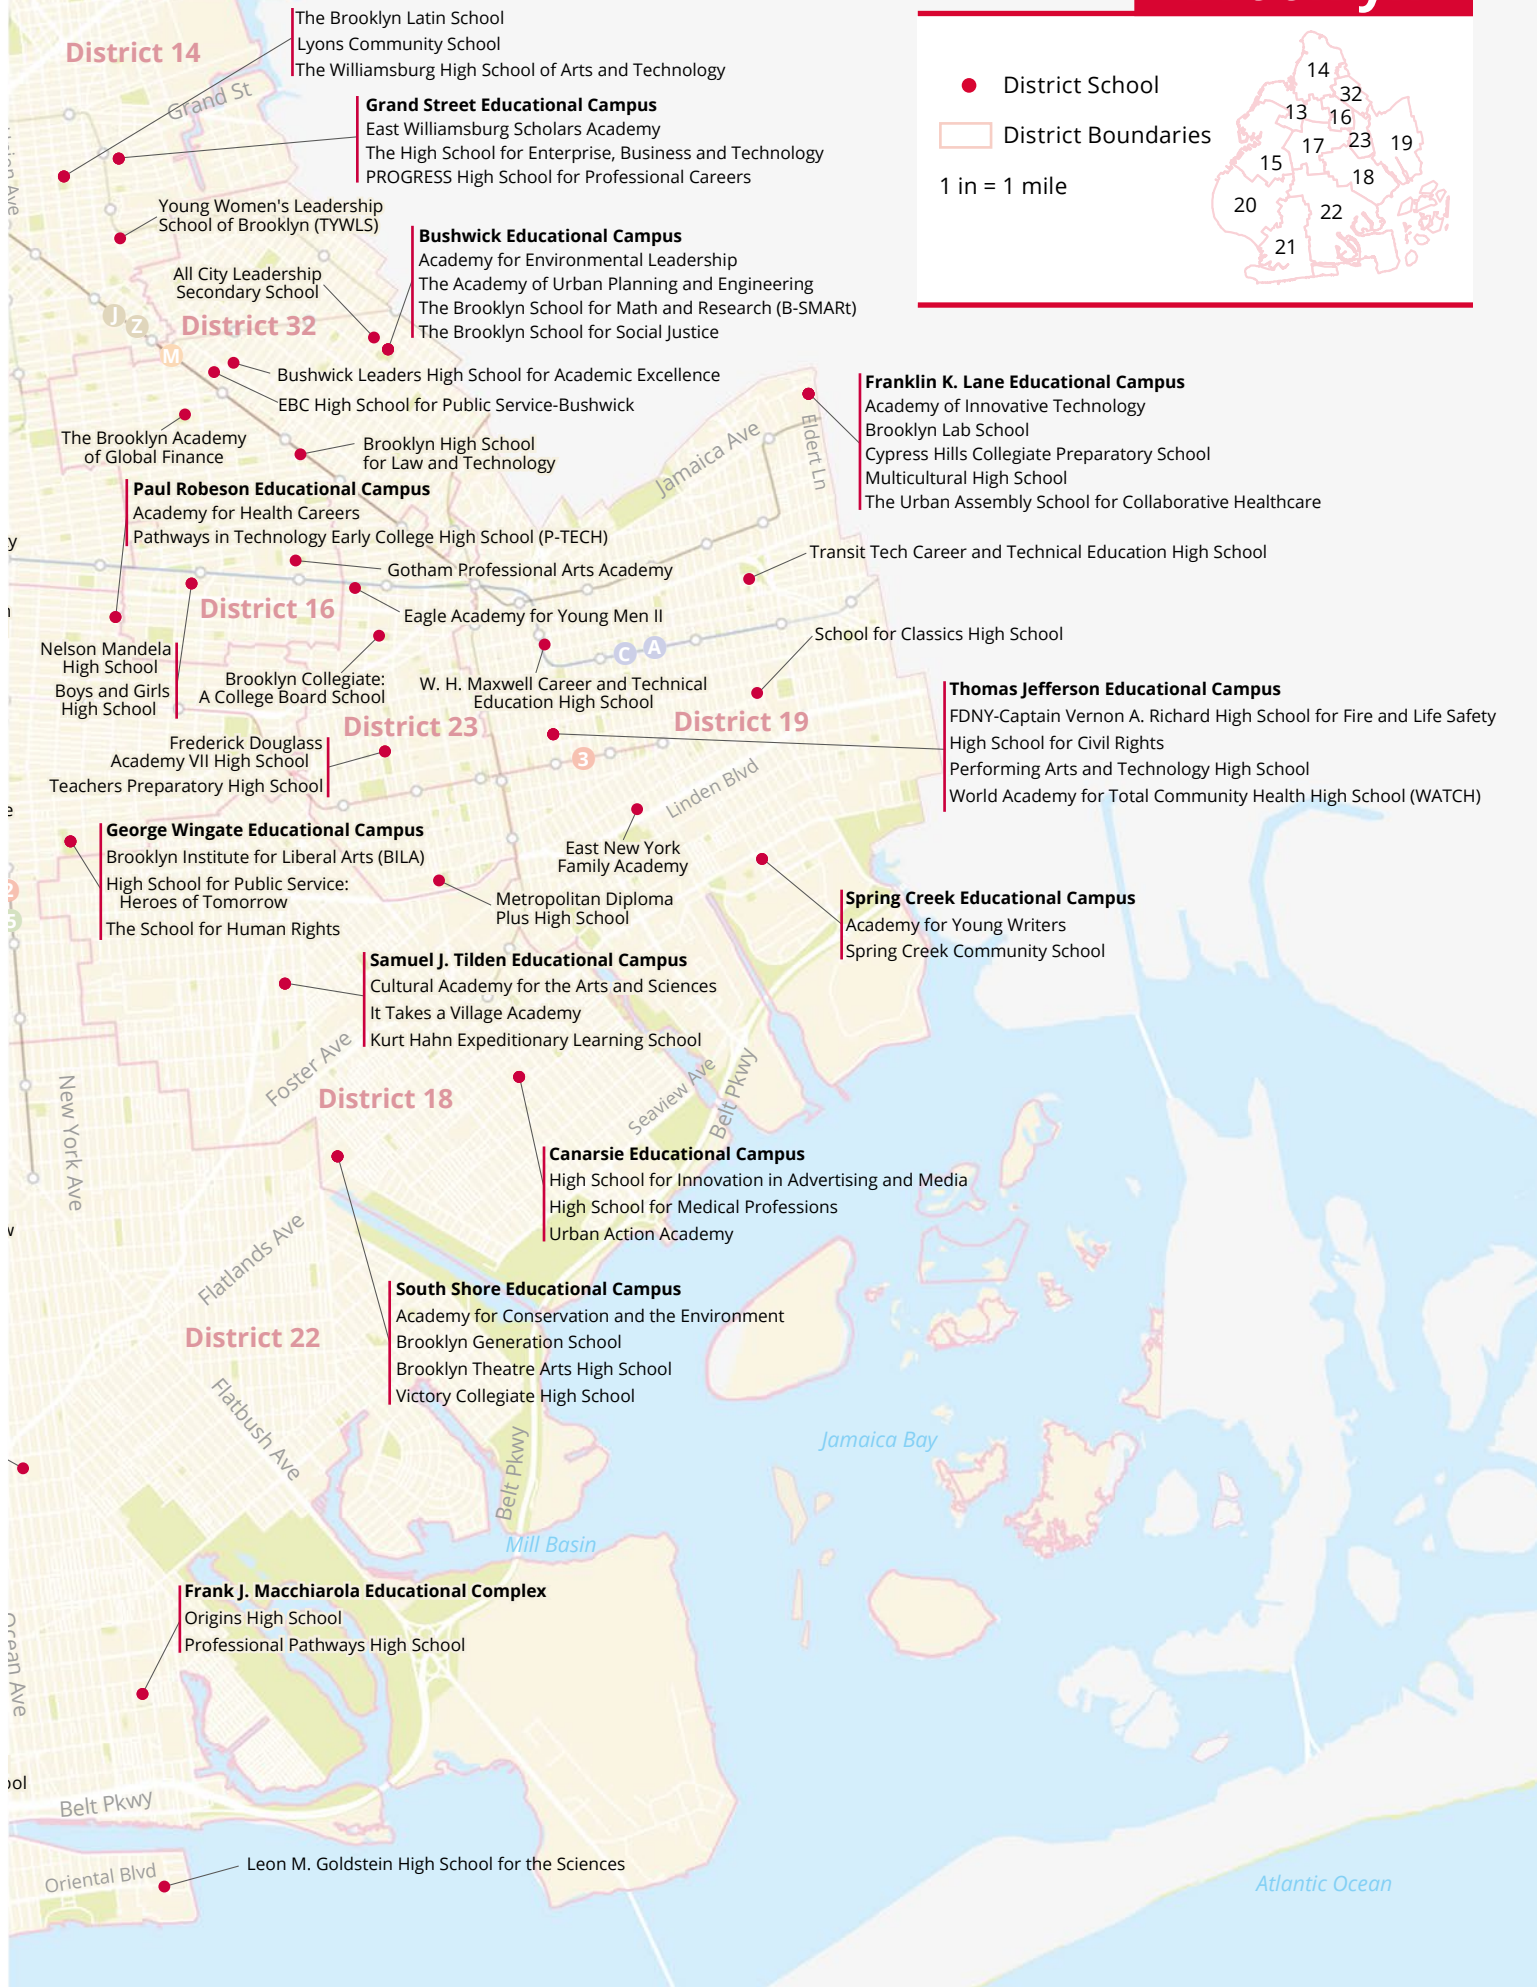 The Brooklyn Latin School
Lyons Community School
The Williamsburg High School of Arts and Technology
District 14
Grand St
Grand Street Educational Campus
East Williamsburg Scholars Academy
The High School for Enterprise, Business and Technology
PROGRESS High School for Professional Careers
District School
District Boundaries
1 in = 1 mile
14
32
13
16
17
23
19
15
18
20
22
21
Ave
Young Women's Leadership
School of Brooklyn (TYWLS)
Bushwick Educational Campus
Academy for Environmental Leadership
The Academy of Urban Planning and Engineering
The Brooklyn School for Math and Research (B-SMARt)
The Brooklyn School for Social Justice
All City Leadership
Secondary School
J
Z
District 32
M
Bushwick Leaders High School for Academic Excellence
EBC High School for Public Service-Bushwick
The Brooklyn Academy
of Global Finance
Brooklyn High School
for Law and Technology
Franklin K. Lane Educational Campus
Academy of Innovative Technology
Brooklyn Lab School
Cypress Hills Collegiate Preparatory School
Multicultural High School
The Urban Assembly School for Collaborative Healthcare
Jamaica Ave
Eldert Ln
Paul Robeson Educational Campus
Academy for Health Careers
Pathways in Technology Early College High School (P-TECH)
y
Gotham Professional Arts Academy
Transit Tech Career and Technical Education High School
District 16
Eagle Academy for Young Men II
School for Classics High School
C
A
Nelson Mandela
High School
Boys and Girls
High School
Brooklyn Collegiate:
A College Board School
W. H. Maxwell Career and Technical
Education High School
Thomas Jefferson Educational Campus
FDNY-Captain Vernon A. Richard High School for Fire and Life Safety
High School for Civil Rights
Performing Arts and Technology High School
World Academy for Total Community Health High School (WATCH)
District 23
District 19
Frederick Douglass
Academy VII High School
Teachers Preparatory High School
3
Linden Blvd
East New York
Family Academy
George Wingate Educational Campus
Brooklyn Institute for Liberal Arts (BILA)
High School for Public Service:
Heroes of Tomorrow
The School for Human Rights
2
5
Metropolitan Diploma
Plus High School
Spring Creek Educational Campus
Academy for Young Writers
Spring Creek Community School
Samuel J. Tilden Educational Campus
Cultural Academy for the Arts and Sciences
It Takes a Village Academy
Kurt Hahn Expeditionary Learning School
Foster Ave
New York Ave
District 18
Seaview Ave
Belt Pkwy
Canarsie Educational Campus
High School for Innovation in Advertising and Media
High School for Medical Professions
Urban Action Academy
Flatlands Ave
South Shore Educational Campus
Academy for Conservation and the Environment
Brooklyn Generation School
Brooklyn Theatre Arts High School
Victory Collegiate High School
District 22
Flatbush Ave
Jamaica Bay
Belt Pkwy
Mill Basin
Frank J. Macchiarola Educational Complex
Origins High School
Professional Pathways High School
Ocean Ave
ool
Belt Pkwy
Oriental Blvd
Leon M. Goldstein High School for the Sciences
Atlantic Ocean